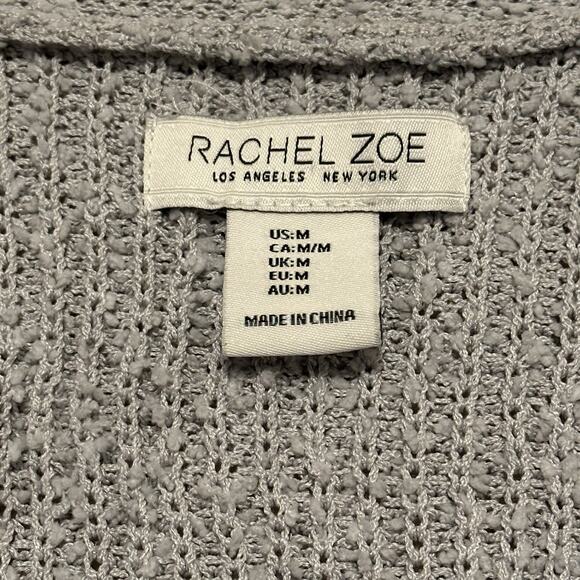 RACHEL ZOE
LOS ANGELES NEW YORK
US:M
CA:M/M
UK:M
EU:M
AU:M
MADE IN CHINA